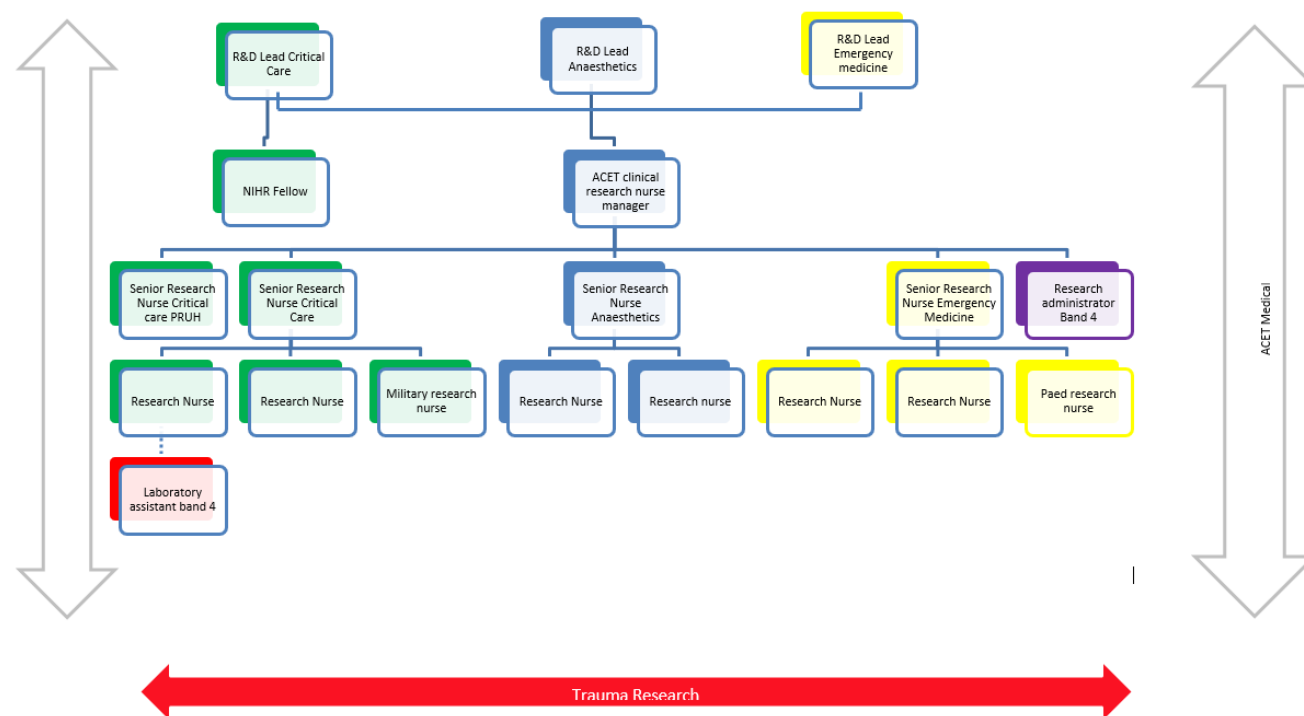 R&D Lead Critical
Care
R&D Lead
Anaesthetics
R&D Lead
Emergency
medicine
NIHR Fellow
ACET clinical
research nurse
manager
Senior Research
Nurse Critical
care PRUH
Senior Research
Nurse Critical
Care
Senior Research
Nurse
Anaesthetics
Senior Research
Nurse Emergency
Medicine
Research
administrator
Band 4
Research Nurse
Research Nurse
Military research
nurse
Research Nurse
Research nurse
Research Nurse
Research Nurse
Paed research
nurse
Laboratory
assistant band 4
ACET Medical
Trauma Research